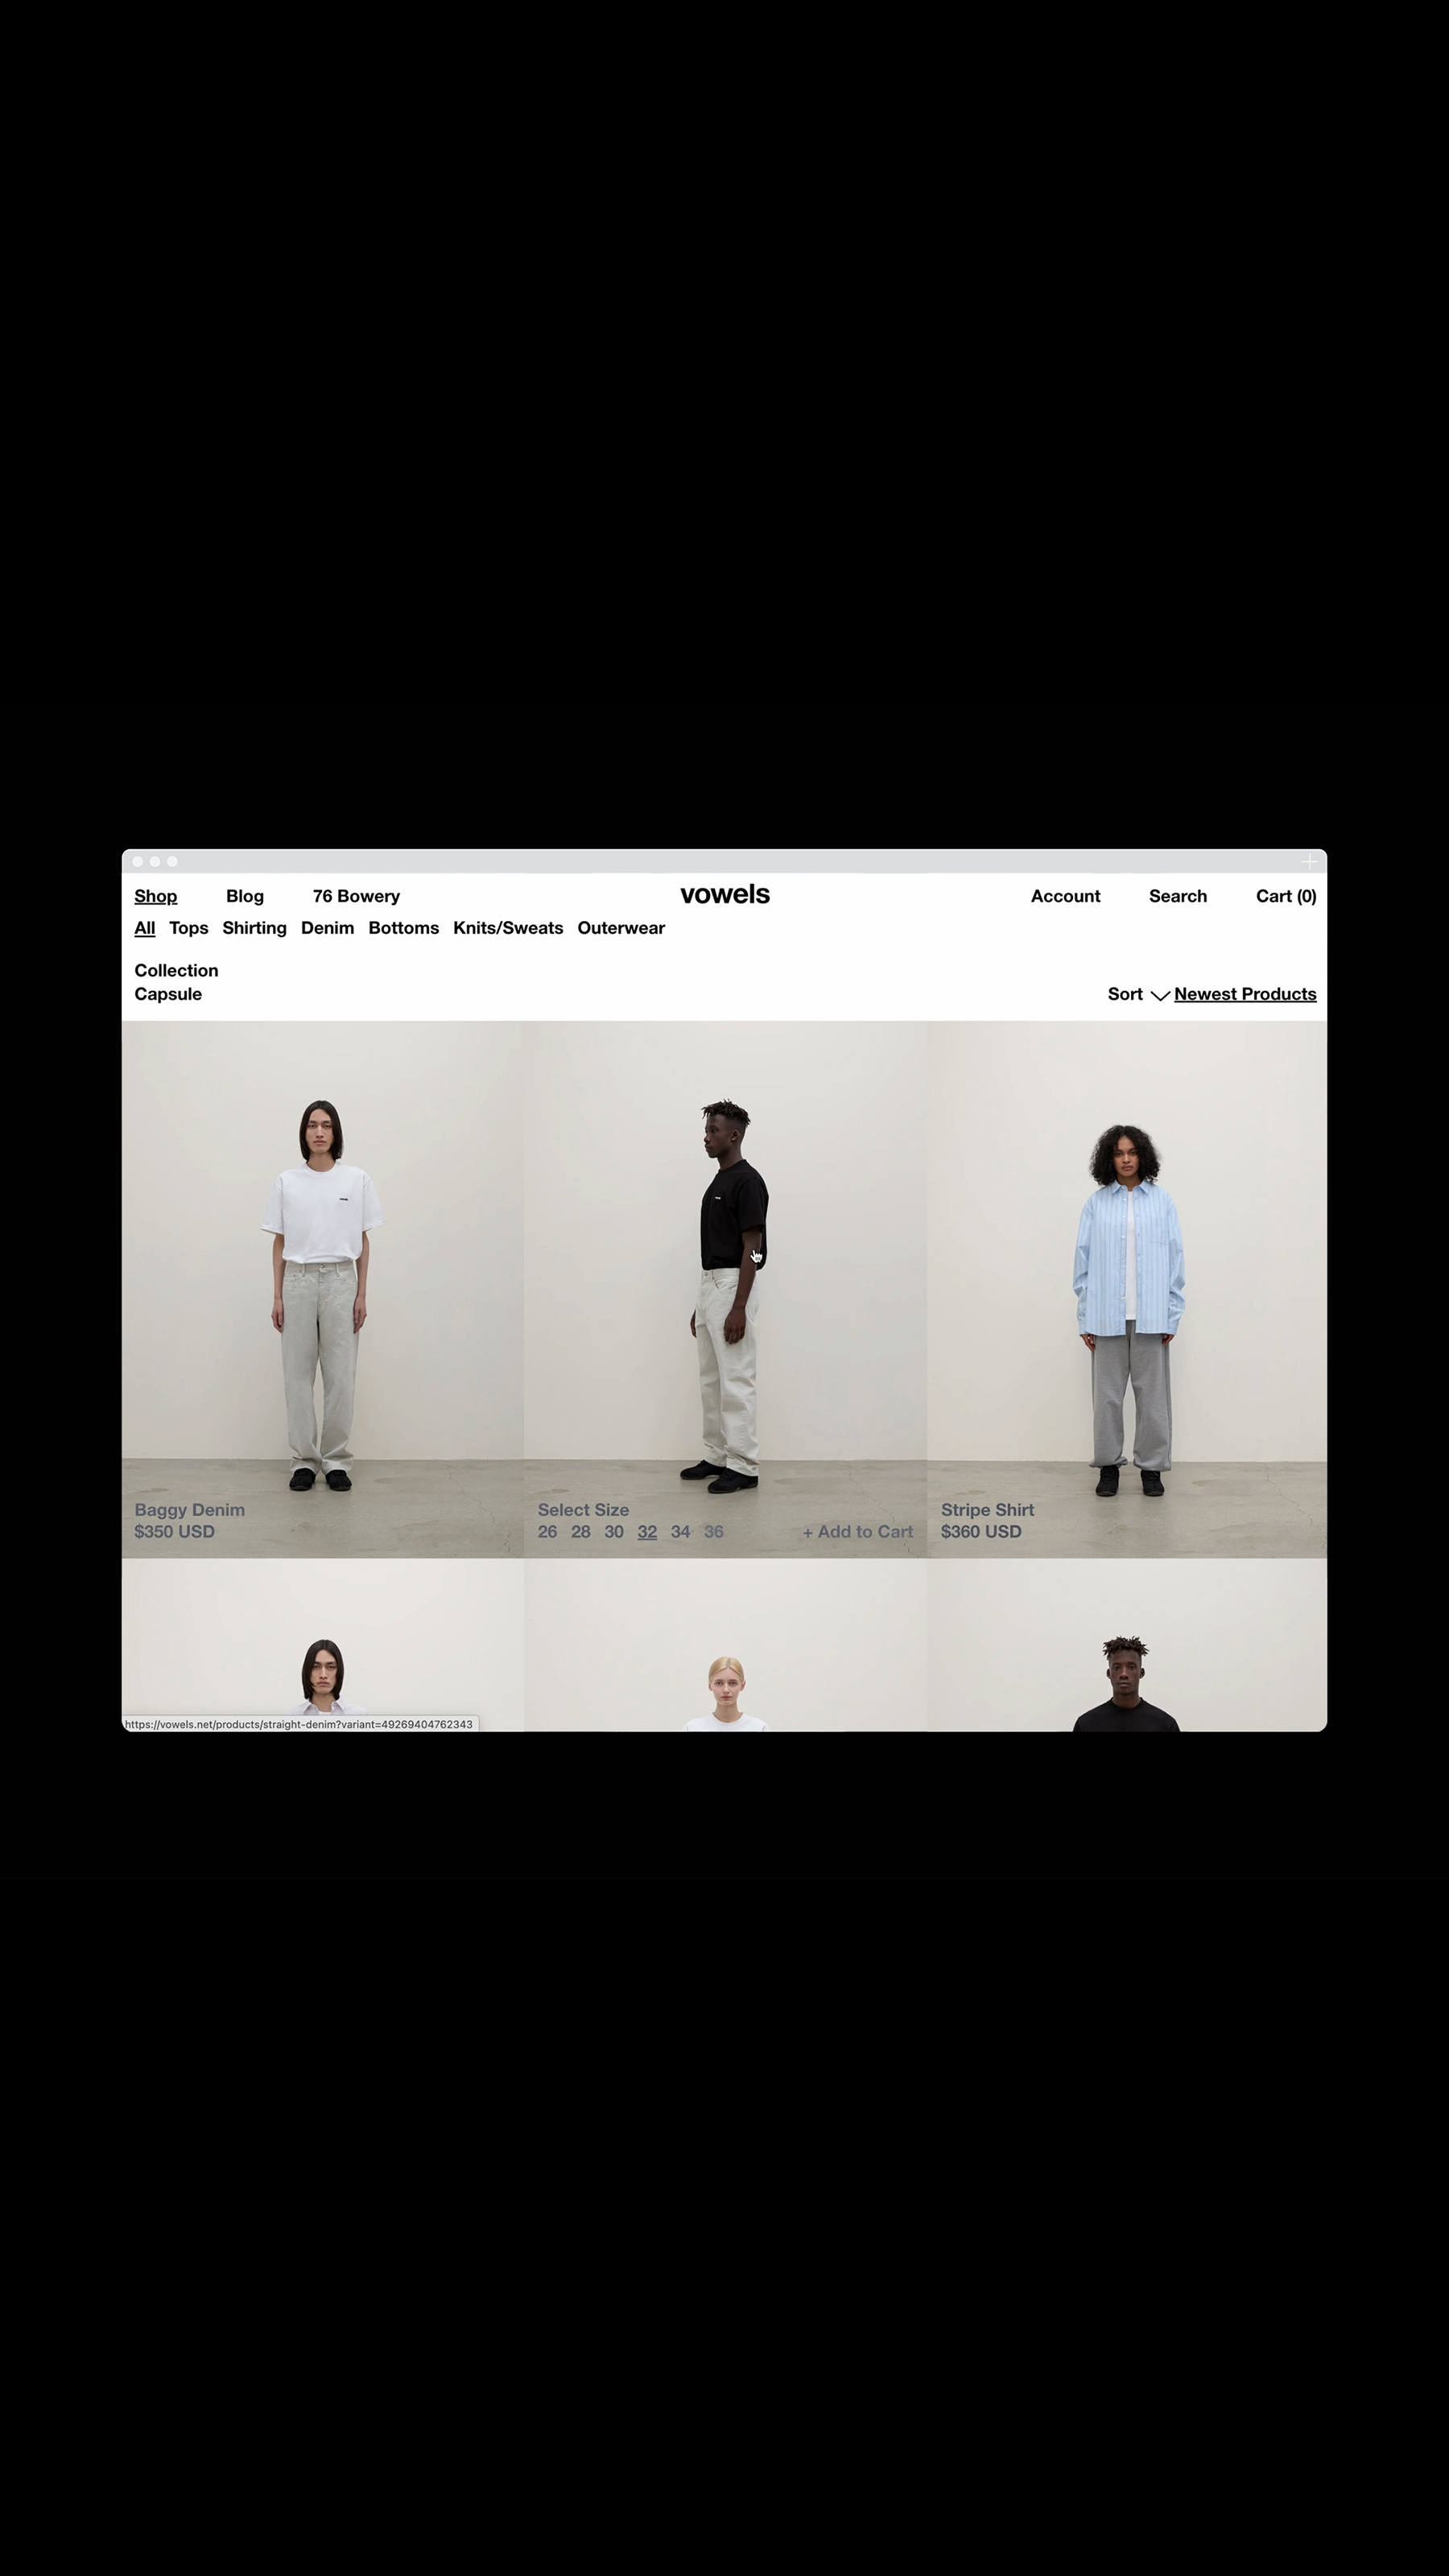 Shop Blog 76 Bowery vowels Account Search Cart (0)
All Tops Shirting Denim Bottoms Knits/Sweats Outerwear
Collection
Capsule
Sort Newest Products
Baggy Denim
$350 USD
Select Size
26 28 30 32 34 36 + Add to Cart
Stripe Shirt
$360 USD
https://vowels.net/products/straight-denim?variant=49269404762343